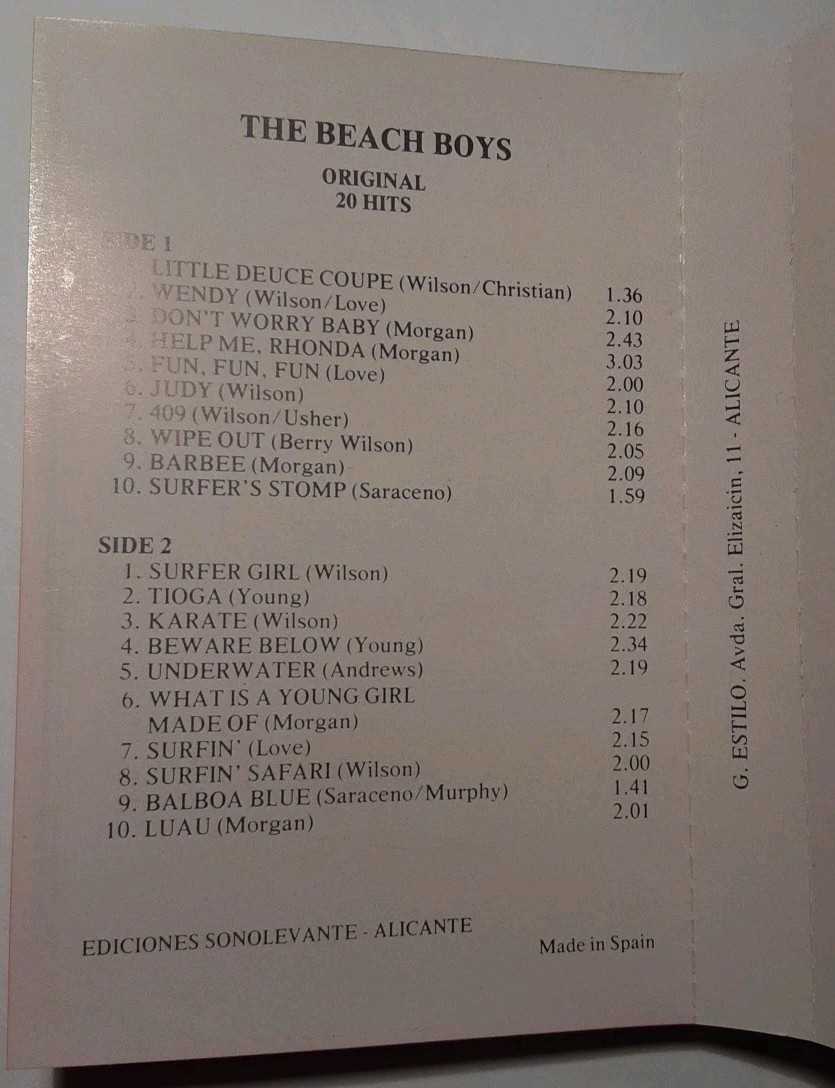 THE BEACH BOYS
ORIGINAL
20 HITS
SIDE 1
1. LITTLE DEUCE COUPE (Wilson/Christian) 1.36
2. WENDY (Wilson/Love) 2.10
3. DON'T WORRY BABY (Morgan) 2.43
4. HELP ME, RHONDA (Morgan) 3.03
5. FUN, FUN, FUN (Love) 2.00
6. JUDY (Wilson) 2.10
7. 409 (Wilson/Usher) 2.16
8. WIPE OUT (Berry Wilson) 2.05
9. BARBEE (Morgan) 2.09
10. SURFER'S STOMP (Saraceno) 1.59
SIDE 2
1. SURFER GIRL (Wilson) 2.19
2. TIOGA (Young) 2.18
3. KARATE (Wilson) 2.22
4. BEWARE BELOW (Young) 2.34
5. UNDERWATER (Andrews) 2.19
6. WHAT IS A YOUNG GIRL
MADE OF (Morgan) 2.17
7. SURFIN' (Love) 2.15
8. SURFIN' SAFARI (Wilson) 2.00
9. BALBOA BLUE (Saraceno/Murphy) 1.41
10. LUAU (Morgan) 2.01
EDICIONES SONOLEVANTE - ALICANTE
Made in Spain
G. ESTILO. Avda. Gral. Elizaicin, 11 - ALICANTE